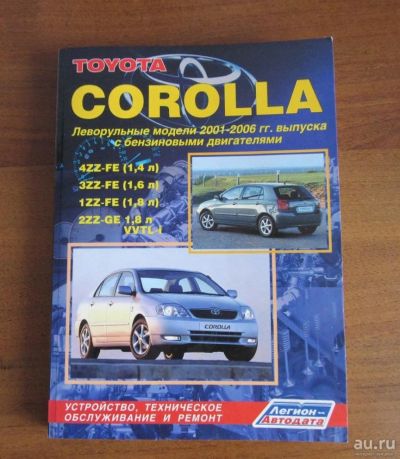 TOYOTA
COROLLA
Леворульные модели 2001-2006 гг. выпуска
с бензиновыми двигателями
4ZZ-FE (1,4 л)
3ZZ-FE (1,6 л)
1ZZ-FE (1,8 л)
2ZZ-GE 1,8 л
VVTL-i
COROLLA
УСТРОЙСТВО, ТЕХНИЧЕСКОЕ
ОБСЛУЖИВАНИЕ И РЕМОНТ
Легион-
Автодата
au.ru